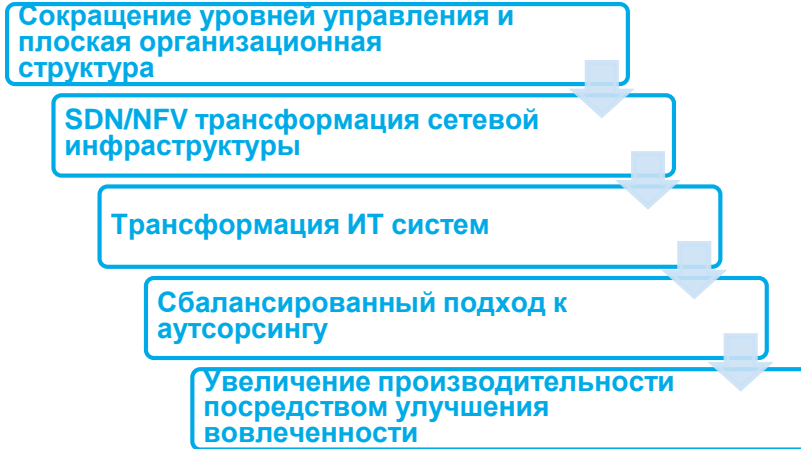 Сокращение уровней управления и
плоская организационная
структура
SDN/NFV трансформация сетевой
инфраструктуры
Трансформация ИТ систем
Сбалансированный подход к
аутсорсингу
Увеличение производительности
посредством улучшения
вовлеченности